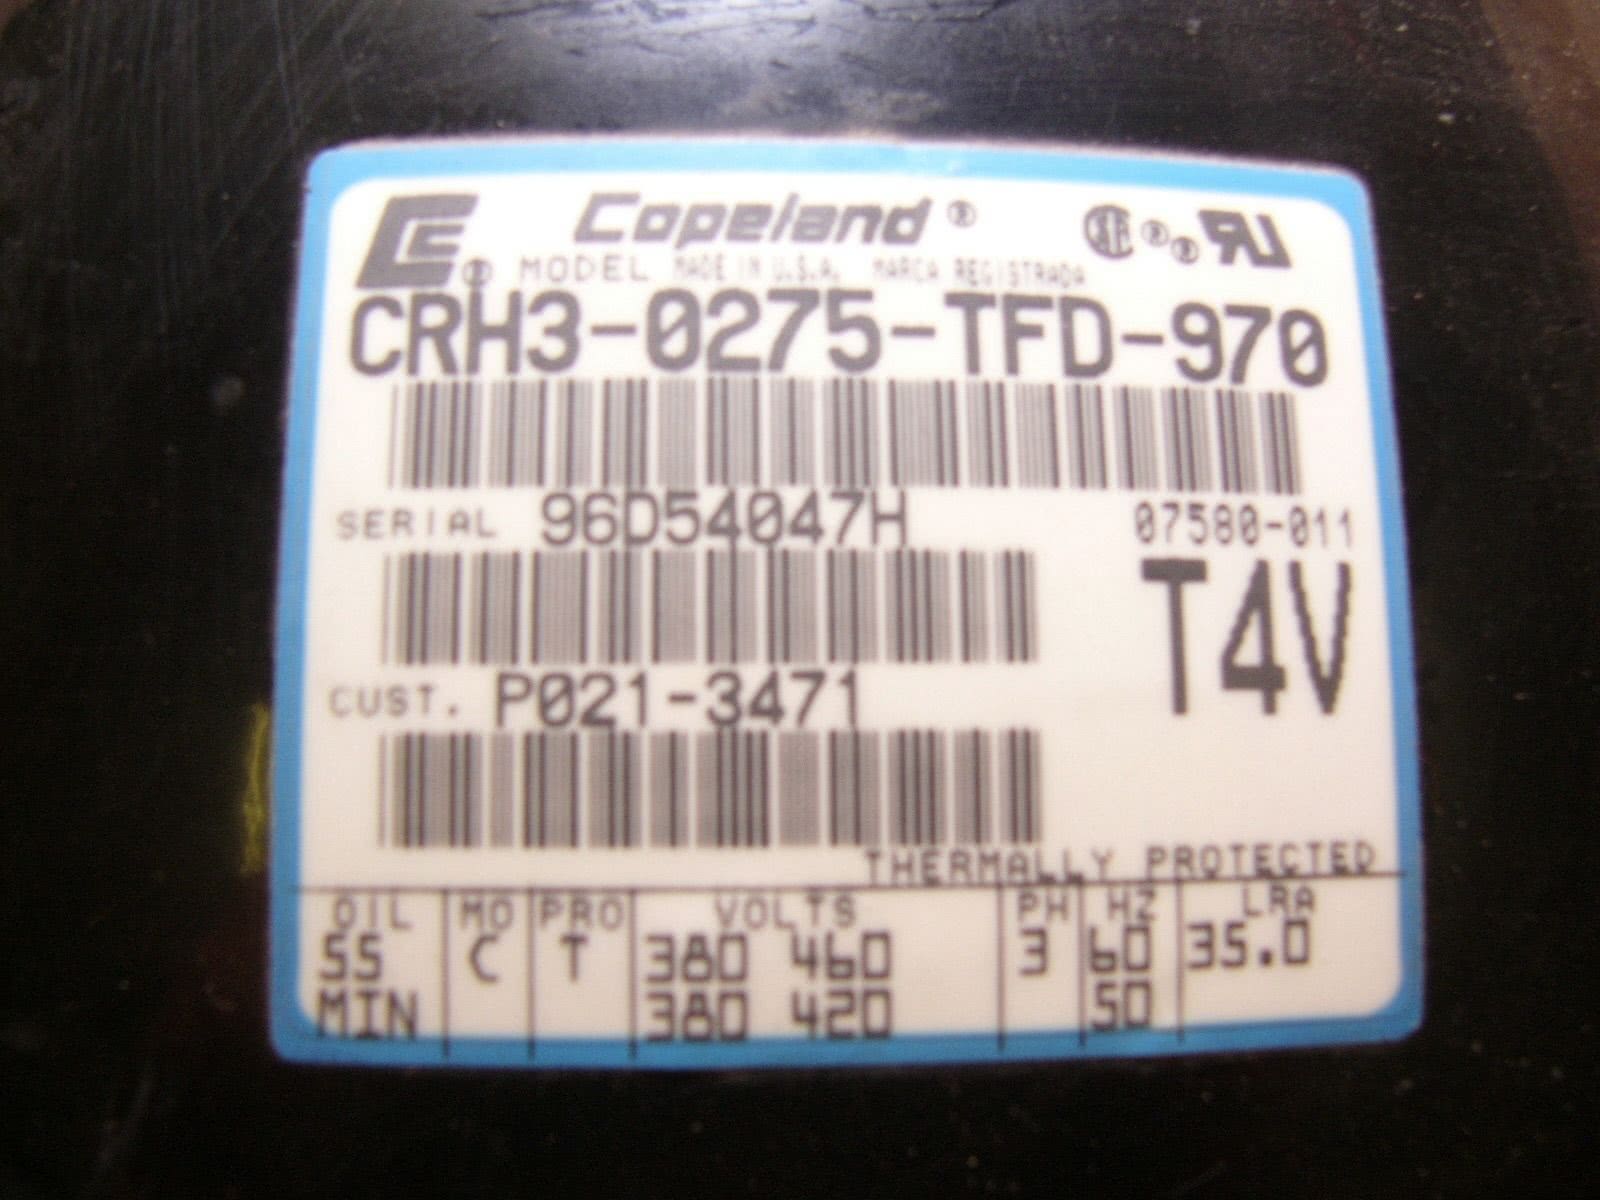 Copeland®
® MODEL MADE IN U.S.A. MARCA REGISTRADA
CRH3-0275-TFD-970
SERIAL 96D54047H 07580-011
T4V
CUST. P021-3471
THERMALLY PROTECTED
OIL MO PRO VOLTS PH HZ LRA
55 C T 380 460 3 60 35.0
MIN 380 420 50